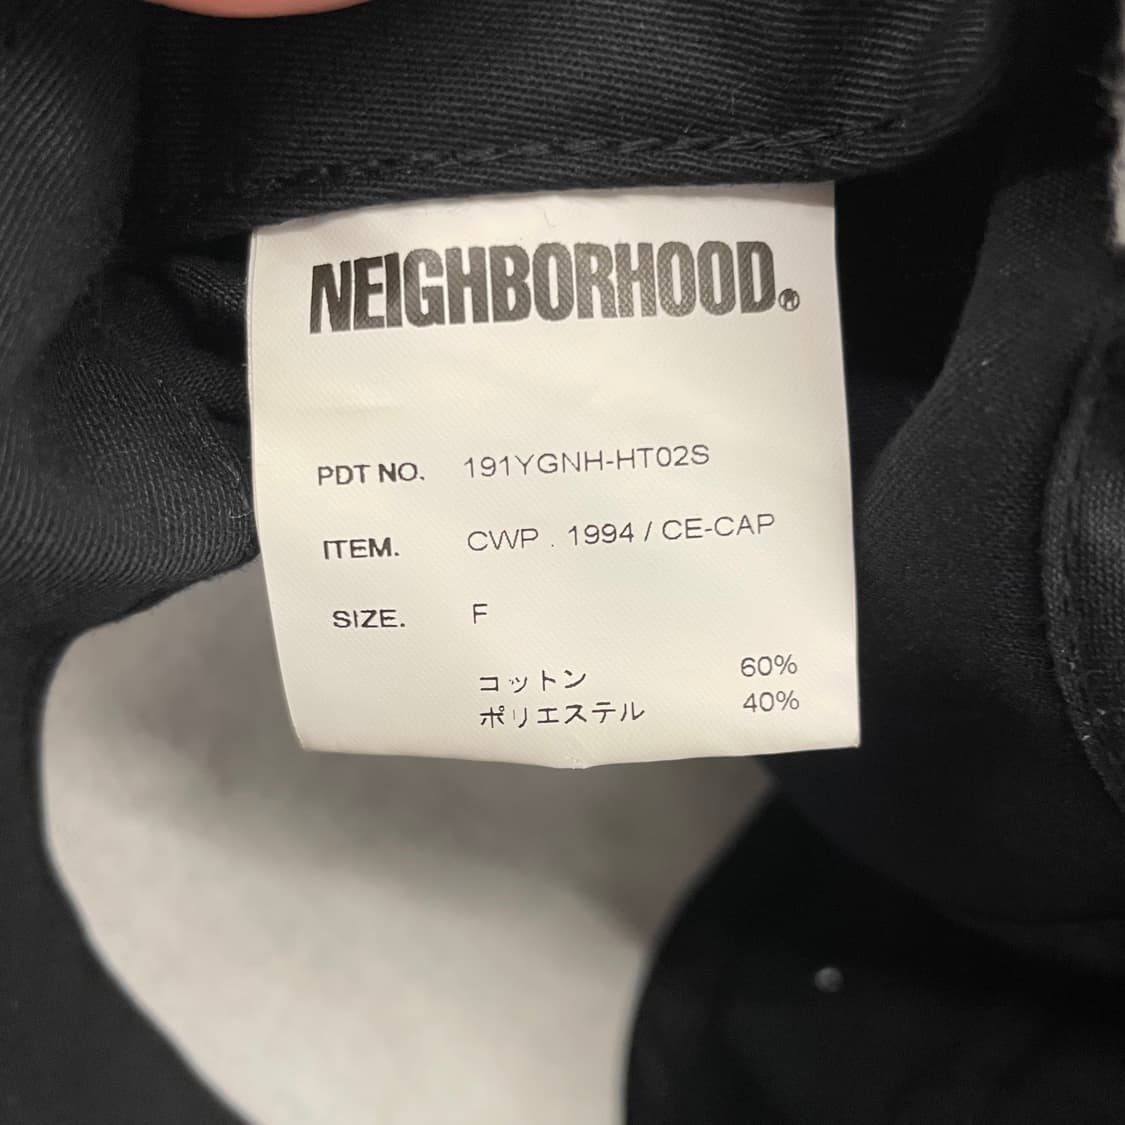 NEIGHBORHOOD.®
PDT NO. 191YGNH-HT02S
ITEM. CWP . 1994 / CE-CAP
SIZE. F
コットン 60%
ポリエステル 40%